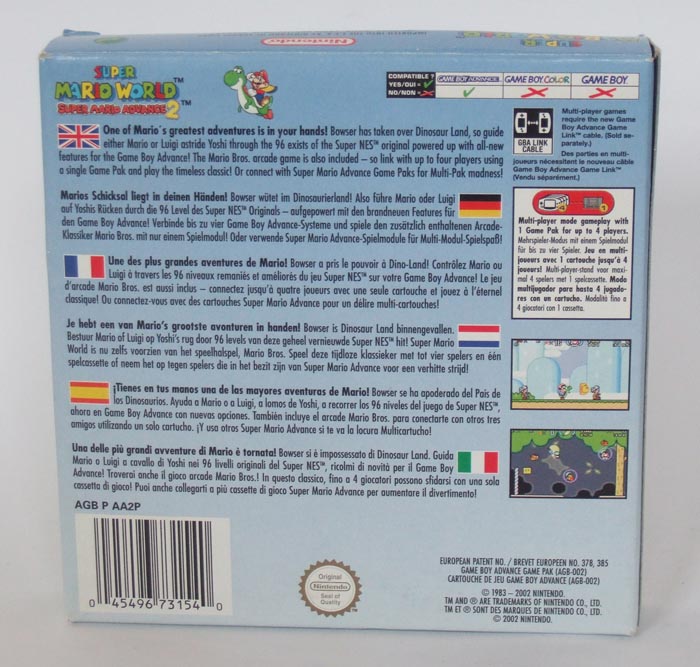 Nintendo
SUPER
MARIO WORLD™
SUPER MARIO ADVANCE 2™
COMPATIBLE ?
YES/OUI =
NO/NON =
GAME BOY ADVANCE
GAME BOY COLOR
GAME BOY
One of Mario's greatest adventures is in your hands! Bowser has taken over Dinosaur Land, so guide
either Mario or Luigi astride Yoshi through the 96 exists of the Super NES™ original powered up with all-new
features for the Game Boy Advance! The Mario Bros. arcade game is also included – so link with up to four players using
a single Game Pak and play the timeless classic! Or connect with Super Mario Advance Game Paks for Multi-Pak madness!
GBA LINK
CABLE
Multi-player games
require the new Game
Boy Advance Game
Link™ cable. (Sold se-
parately.)
Des parties en multi-
joueurs nécessitent le nouveau câble
Game Boy Advance Game Link™
(Vendu séparément.)
Marios Schicksal liegt in deinen Händen! Bowser wütet im Dinosaurierland! Also führe Mario oder Luigi
auf Yoshis Rücken durch die 96 Level des Super NES™ Originals – aufgepowert mit den brandneuen Features für
den Game Boy Advance! Verbinde bis zu vier Game Boy Advance-Systeme und spiele den zusätzlich enthaltenen Arcade-
Klassiker Mario Bros. mit nur einem Spielmodul! Oder verwende Super Mario Advance-Spielmodule für Multi-Modul-Spielspaß!
Multi-player mode gameplay with
1 Game Pak for up to 4 players.
Mehrspieler-Modus mit einem Spielmodul
für bis zu vier Spieler. Jeu en multi-
joueurs avec 1 cartouche jusqu'à 4
joueurs! Multi-player-stand voor maxi-
mal 4 spelers met 1 spelcassette. Modo
multijugador para hasta 4 jugado-
res con un cartucho. Modalità fino a
4 giocatori con 1 cassetta.
Une des plus grandes aventures de Mario! Bowser a pris le pouvoir à Dino-Land! Contrôlez Mario ou
Luigi à travers les 96 niveaux remaniés et améliorés du jeu Super NES™ sur votre Game Boy Advance! Le jeu
d'arcade Mario Bros. est aussi inclus – connectez jusqu'à quatre joueurs avec une seule cartouche et jouez à l'éternel
classique! Ou connectez-vous avec des cartouches Super Mario Advance pour un délire multi-cartouches!
Je hebt een van Mario's grootste avonturen in handen! Bowser is Dinosaur Land binnengevallen.
Bestuur Mario of Luigi op Yoshi's rug door 96 levels van deze geheel vernieuwde Super NES™ hit! Super Mario
World is nu zelfs voorzien van het speelhalspel, Mario Bros. Speel deze tijdloze klassieker met tot vier spelers en één
spelcassette of neem het op tegen spelers die in het bezit zijn van Super Mario Advance voor een verhitte strijd!
¡Tienes en tus manos una de las mayores aventuras de Mario! Bowser se ha apoderado del País de
los Dinosaurios. Ayuda a Mario o a Luigi, a lomos de Yoshi, a recorrer los 96 niveles del juego de Super NES™,
ahora en Game Boy Advance con nuevas opciones. También incluye el arcade Mario Bros. para conectarte con otros tres
amigos utilizando un solo cartucho. ¡Y usa otros Super Mario Advance si te va la locura Multicartucho!
Una delle più grandi avventure di Mario è tornata! Bowser si è impossessato di Dinosaur Land. Guida
Mario o Luigi a cavallo di Yoshi nei 96 livelli originali del Super NES™, ricolmi di novità per il Game Boy
Advance! Troverai anche il gioco arcade Mario Bros.! In questo classico, fino a 4 giocatori possono sfidarsi con una sola
cassetta di gioco! Puoi anche collegarti a più cassette di gioco Super Mario Advance per aumentare il divertimento!
AGB P AA2P
0 45496 73154 0
Original
Nintendo
Seal of
Quality
EUROPEAN PATENT NO. / BREVET EUROPEEN NO. 378, 385
GAME BOY ADVANCE GAME PAK (AGB-002)
CARTOUCHE DE JEU GAME BOY ADVANCE (AGB-002)
© 1983 – 2002 NINTENDO.
TM AND ® ARE TRADEMARKS OF NINTENDO CO., LTD.
TM ET ® SONT DES MARQUES DE NINTENDO CO., LTD.
© 2002 NINTENDO.